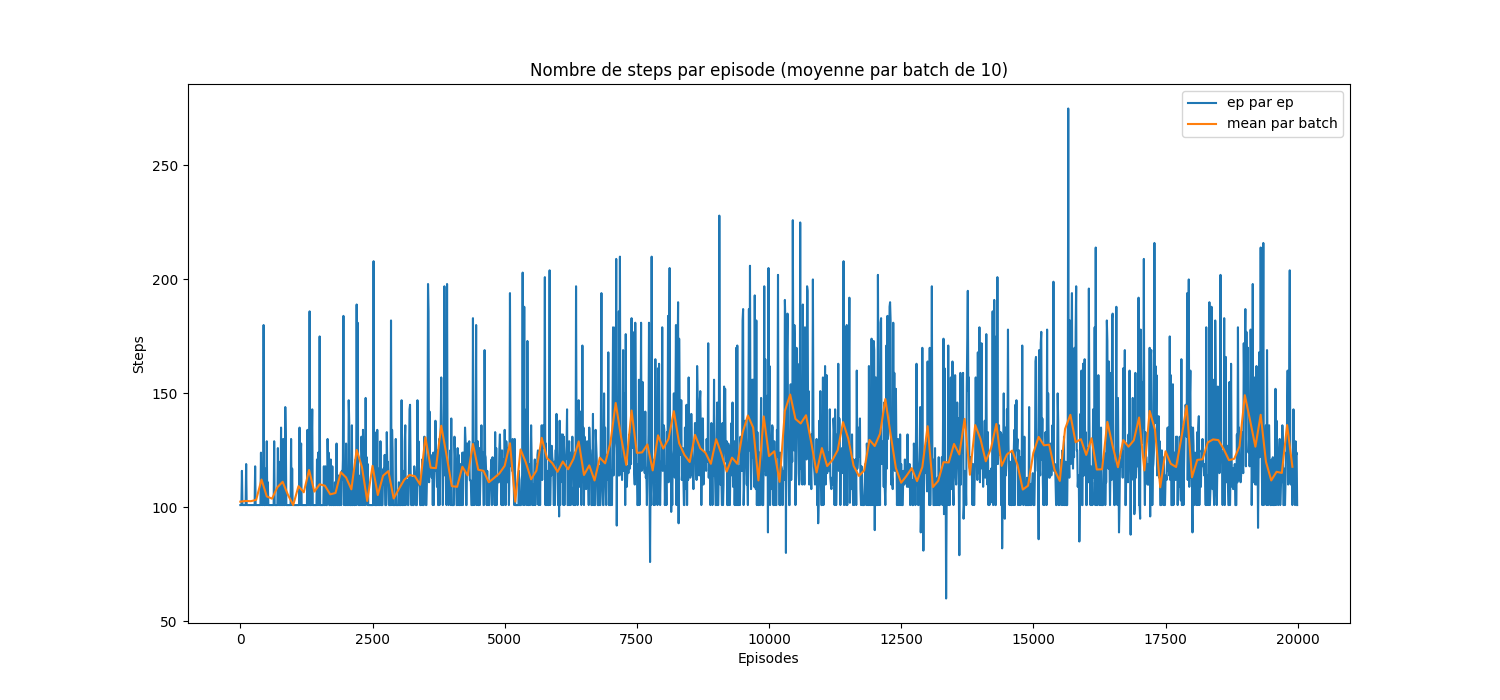 Nombre de steps par episode (moyenne par batch de 10)
ep par ep
mean par batch
250
200
150
100
50
Steps
0 2500 5000 7500 10000 12500 15000 17500 20000
Episodes